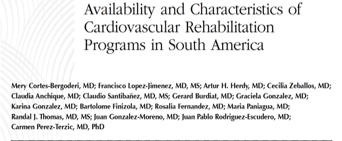 Availability and Characteristics of
Cardiovascular Rehabilitation
Programs in South America
Mery Cortes-Bergoderi, MD; Francisco Lopez-Jimenez, MD, MS; Artur H. Herdy, MD; Cecilia Zeballos, MD;
Claudia Anchique, MD; Claudio Santibañez, MD, MS; Gerard Burdiat, MD; Graciela Gonzalez, MD;
Karina Gonzalez, MD; Bartolome Finizola, MD; Rosalia Fernandez, MD; Maria Paniagua, MD;
Randal J. Thomas, MD, MS; Juan Gonzalez-Moreno, MD; Juan Pablo Rodriguez-Escudero, MD;
Carmen Perez-Terzic, MD, PhD